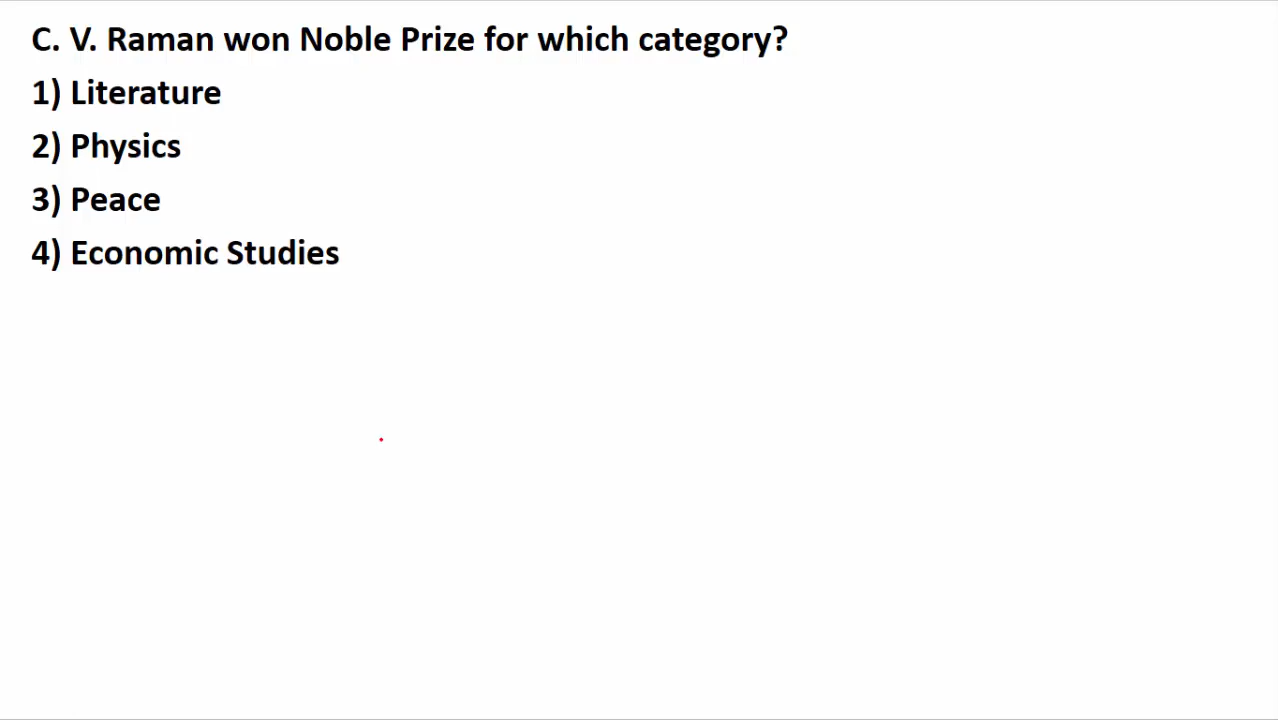 C. V. Raman won Noble Prize for which category?
1) Literature
2) Physics
3) Peace
4) Economic Studies